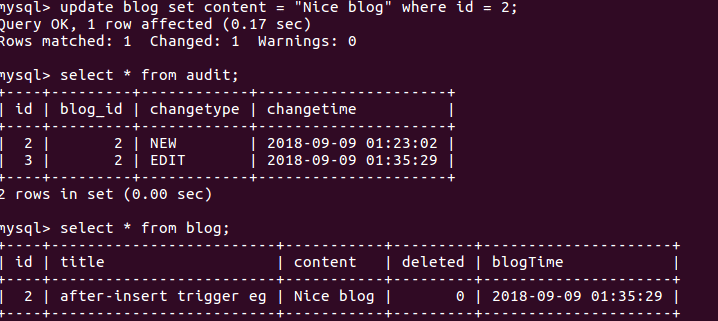 mysql> update blog set content = "Nice blog" where id = 2;
Query OK, 1 row affected (0.17 sec)
Rows matched: 1  Changed: 1  Warnings: 0
mysql> select * from audit;
+----+---------+------------+---------------------+
| id | blog_id | changetype | changetime          |
+----+---------+------------+---------------------+
|  2 |       2 | NEW        | 2018-09-09 01:23:02 |
|  3 |       2 | EDIT       | 2018-09-09 01:35:29 |
+----+---------+------------+---------------------+
2 rows in set (0.00 sec)
mysql> select * from blog;
+----+-------------------------+-----------+---------+---------------------+
| id | title                   | content   | deleted | blogTime            |
+----+-------------------------+-----------+---------+---------------------+
|  2 | after-insert trigger eg | Nice blog |       0 | 2018-09-09 01:35:29 |
+----+-------------------------+-----------+---------+---------------------+